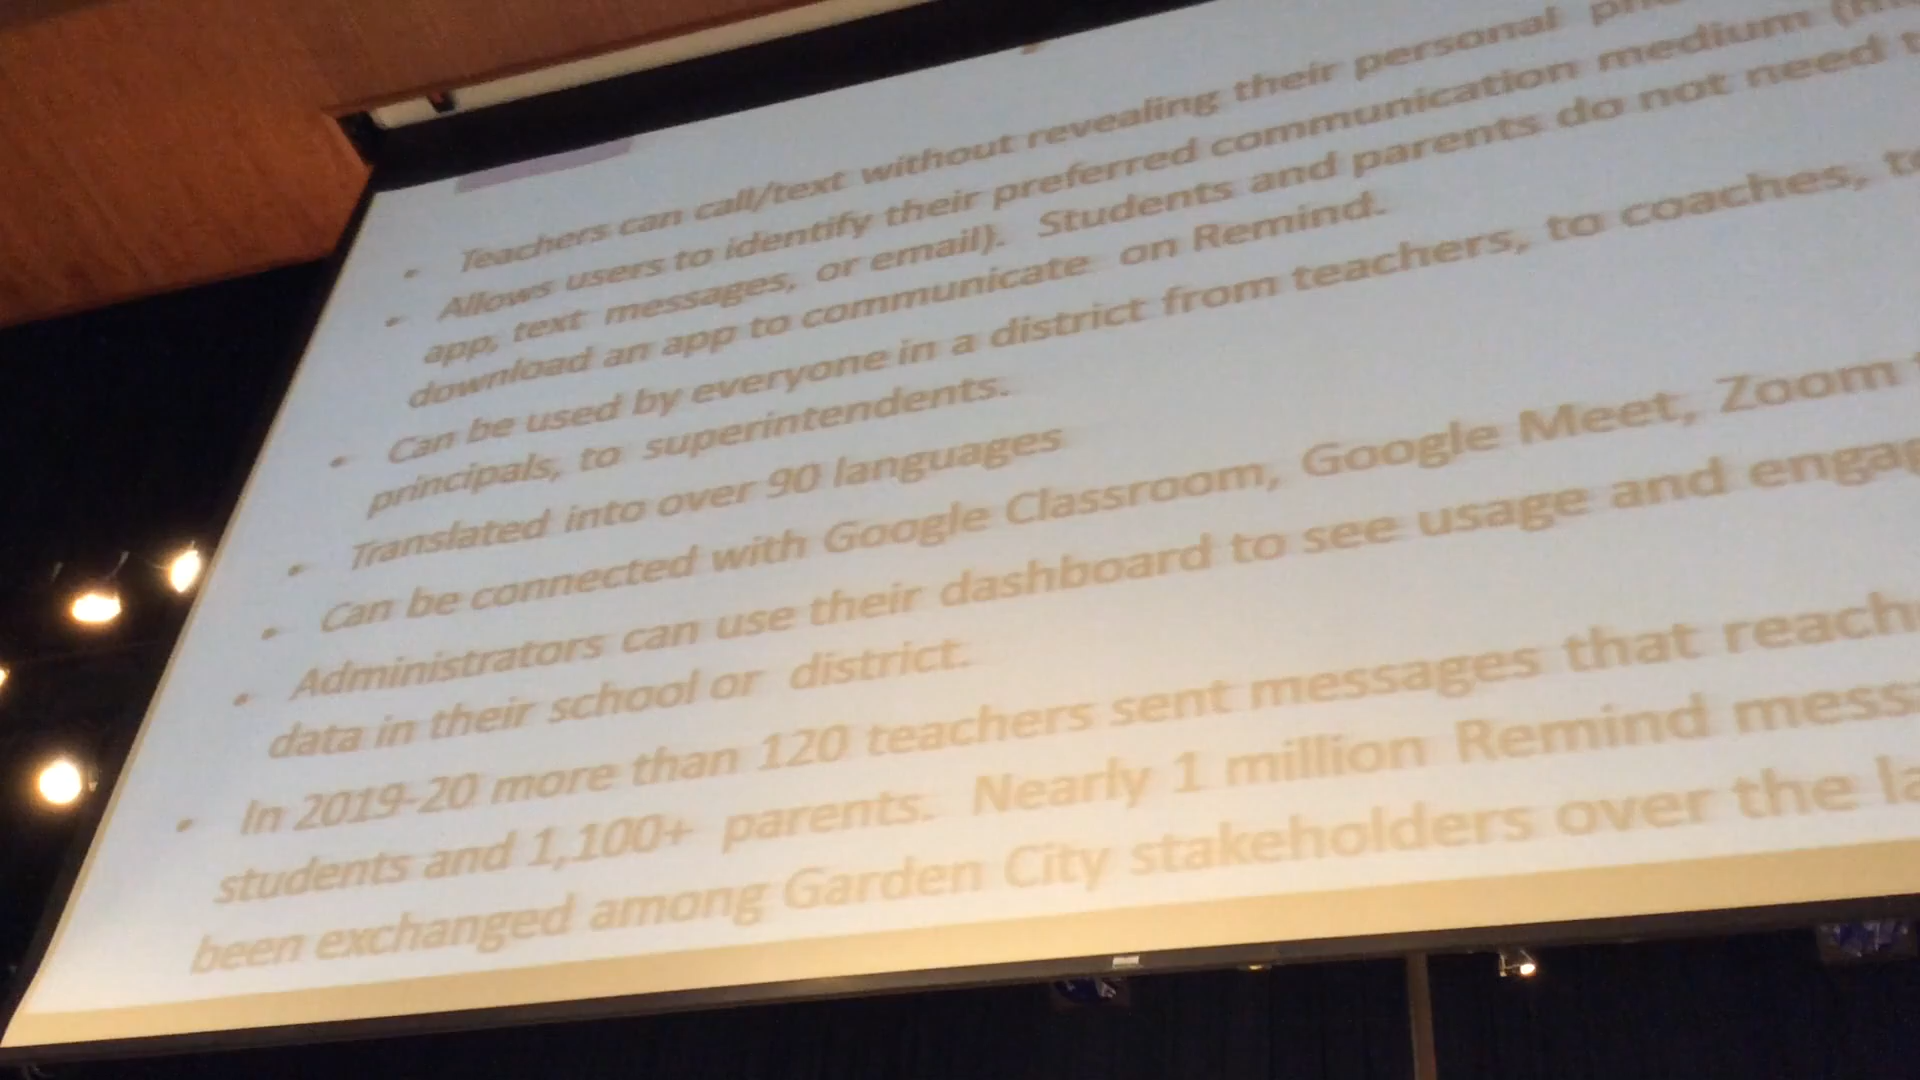 • Teachers can call/text without revealing their personal
• Allows users to identify their preferred communication medium
app, text messages, or email). Students and parents do not need
download an app to communicate on Remind.
• Can be used by everyone in a district from teachers, to coaches,
principals, to superintendents.
• Translated into over 90 languages
• Can be connected with Google Classroom, Google Meet, Zoom
• Administrators can use their dashboard to see usage and
data in their school or district.
• In 2019-20 more than 120 teachers sent messages that
students and 1,100+ parents. Nearly 1 million Remind
been exchanged among Garden City stakeholders over the